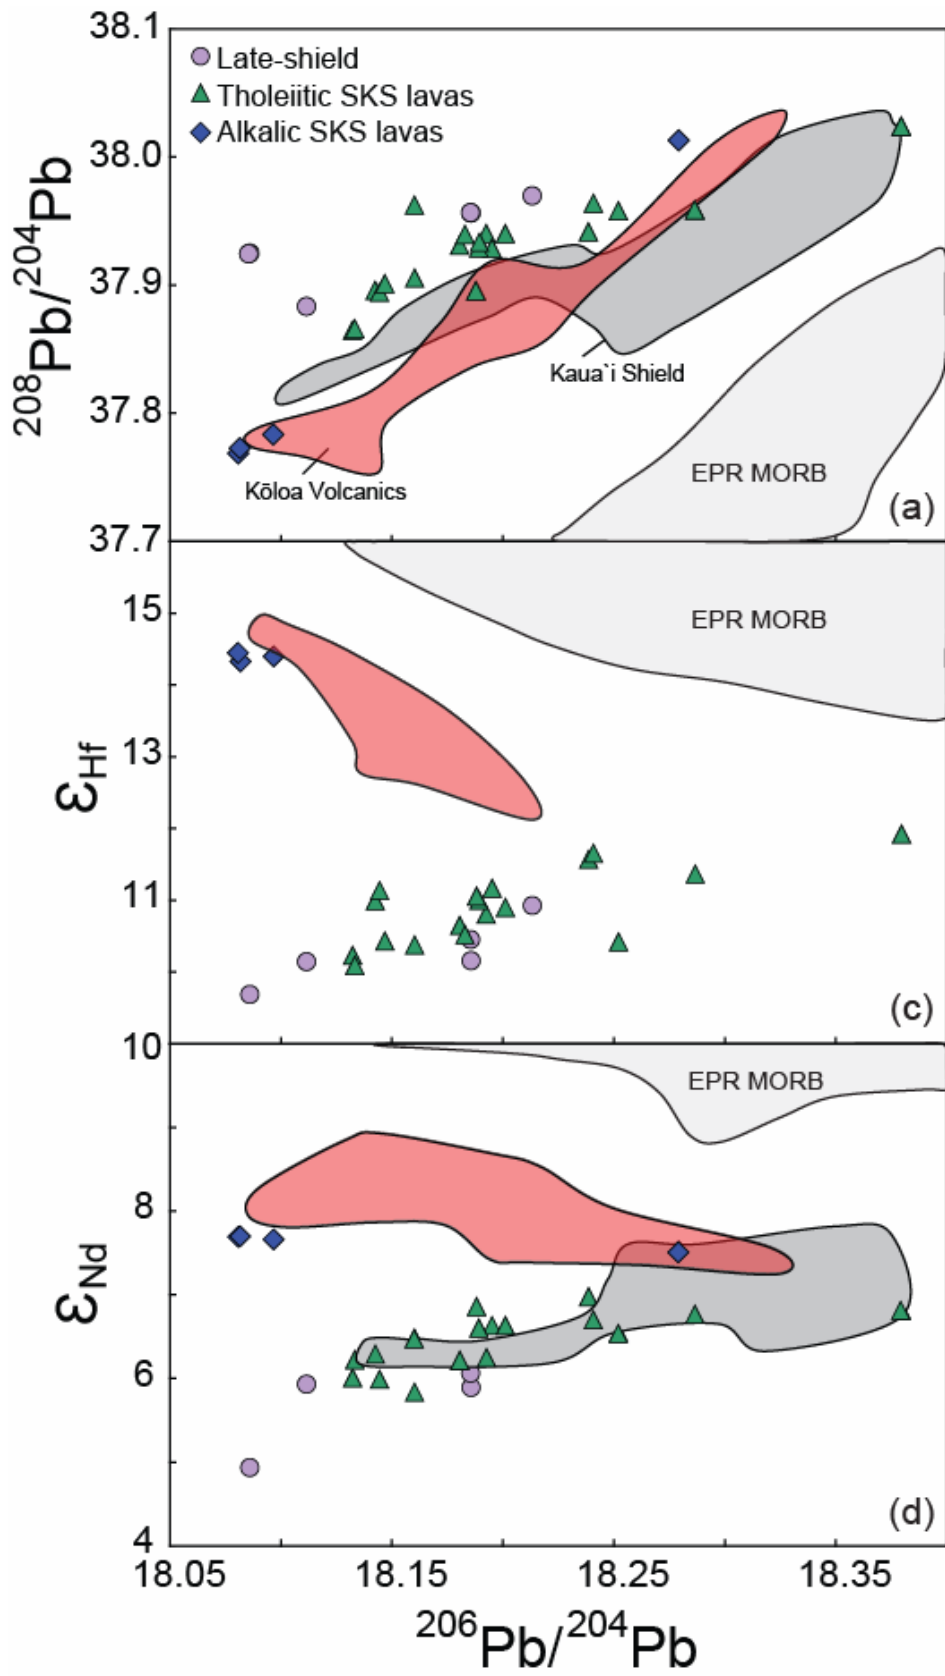 38.1
Late-shield
Tholeiitic SKS lavas
Alkalic SKS lavas
38.0
37.9
37.8
37.7
208Pb/204Pb
Kaua`i Shield
Kōloa Volcanics
EPR MORB
(a)
15
13
11
εHf
EPR MORB
(c)
10
8
6
4
εNd
EPR MORB
(d)
18.05 18.15 18.25 18.35
206Pb/204Pb